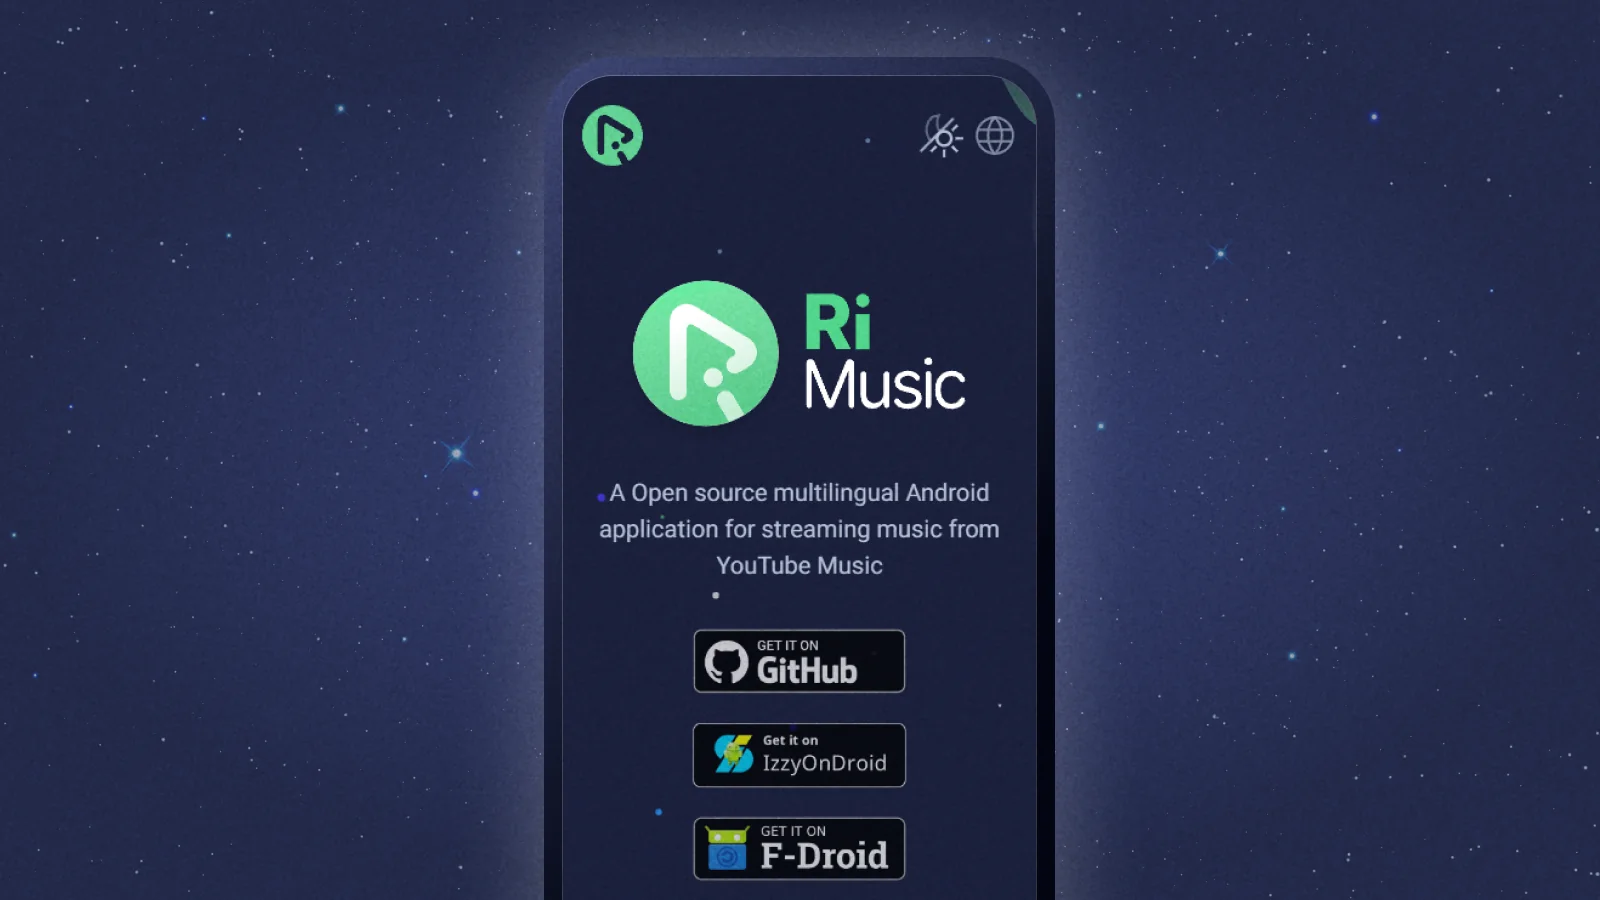 Ri
Music
A Open source multilingual Android
application for streaming music from
YouTube Music
GET IT ON
GitHub
Get it on
IzzyOnDroid
GET IT ON
F-Droid